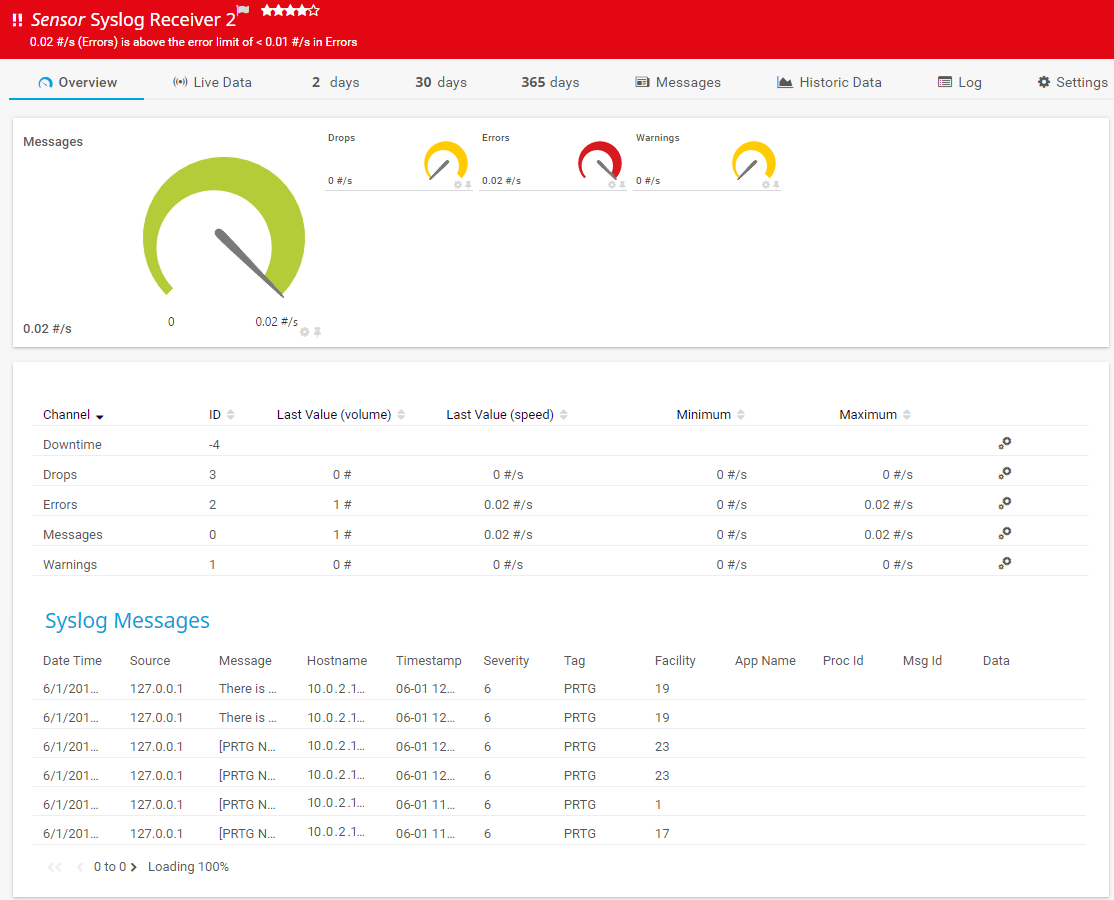 !! Sensor Syslog Receiver 2
0.02 #/s (Errors) is above the error limit of < 0.01 #/s in Errors
Overview Live Data 2 days 30 days 365 days Messages Historic Data Log Settings
Messages
Drops Errors Warnings
0 #/s 0.02 #/s 0 #/s
0 0.02 #/s
0.02 #/s
Channel ID Last Value (volume) Last Value (speed) Minimum Maximum
Downtime -4
Drops 3 0 # 0 #/s 0 #/s 0 #/s
Errors 2 1 # 0.02 #/s 0 #/s 0.02 #/s
Messages 0 1 # 0.02 #/s 0 #/s 0.02 #/s
Warnings 1 0 # 0 #/s 0 #/s 0 #/s
Syslog Messages
Date Time Source Message Hostname Timestamp Severity Tag Facility App Name Proc Id Msg Id Data
6/1/201... 127.0.0.1 There is ... 10.0.2.1... 06-01 12... 6 PRTG 19
6/1/201... 127.0.0.1 There is ... 10.0.2.1... 06-01 12... 6 PRTG 19
6/1/201... 127.0.0.1 [PRTG N... 10.0.2.1... 06-01 12... 6 PRTG 23
6/1/201... 127.0.0.1 [PRTG N... 10.0.2.1... 06-01 12... 6 PRTG 23
6/1/201... 127.0.0.1 [PRTG N... 10.0.2.1... 06-01 11... 6 PRTG 1
6/1/201... 127.0.0.1 [PRTG N... 10.0.2.1... 06-01 11... 6 PRTG 17
0 to 0 Loading 100%